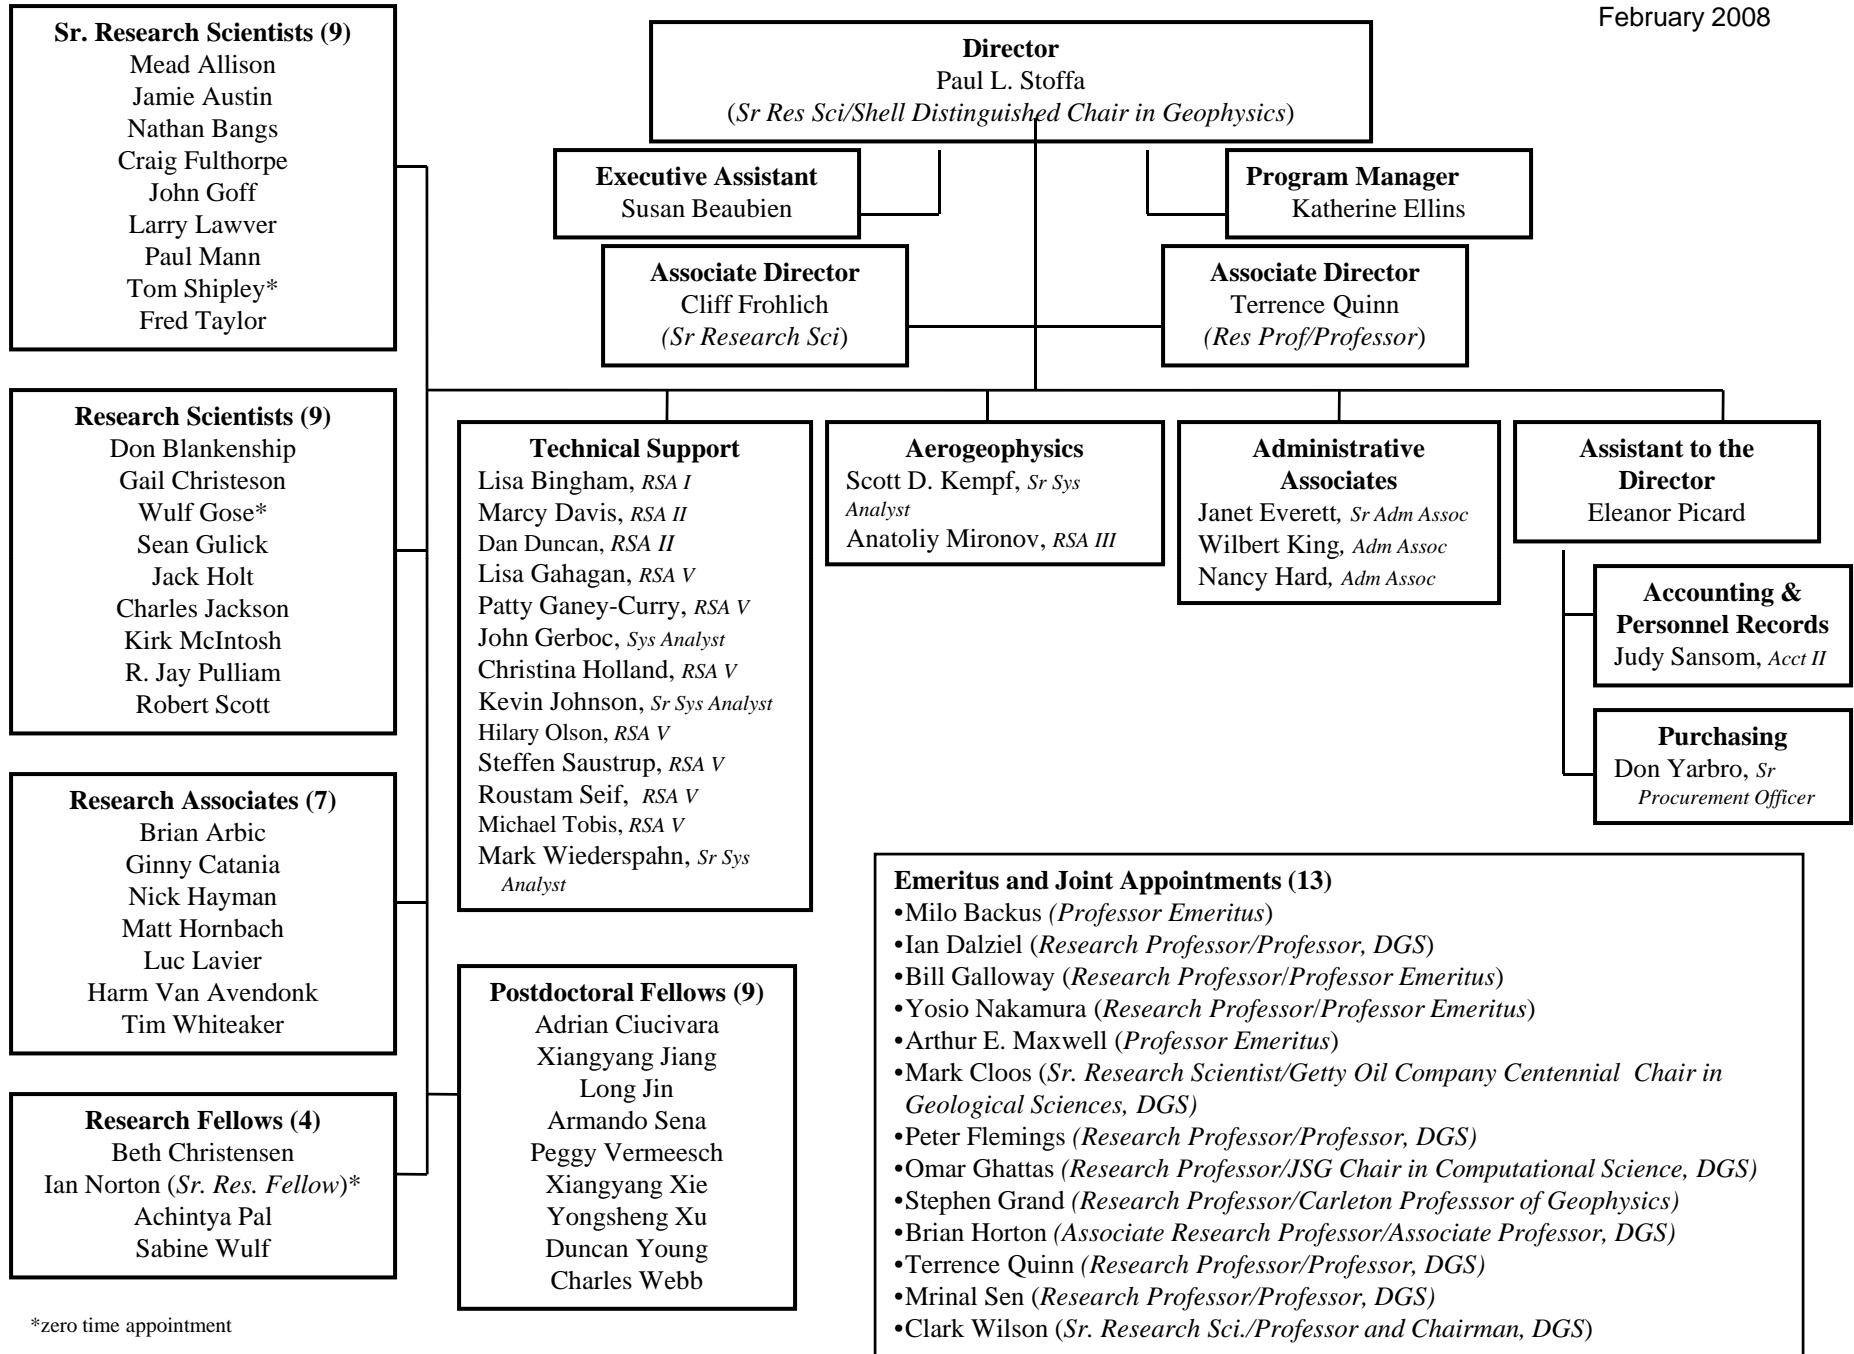 February 2008
Sr. Research Scientists (9)
Mead Allison
Jamie Austin
Nathan Bangs
Craig Fulthorpe
John Goff
Larry Lawver
Paul Mann
Tom Shipley*
Fred Taylor
Director
Paul L. Stoffa
(Sr Res Sci/Shell Distinguished Chair in Geophysics)
Executive Assistant
Susan Beaubien
Program Manager
Katherine Ellins
Associate Director
Cliff Frohlich
(Sr Research Sci)
Associate Director
Terrence Quinn
(Res Prof/Professor)
Research Scientists (9)
Don Blankenship
Gail Christeson
Wulf Gose*
Sean Gulick
Jack Holt
Charles Jackson
Kirk McIntosh
R. Jay Pulliam
Robert Scott
Technical Support
Lisa Bingham, RSA I
Marcy Davis, RSA II
Dan Duncan, RSA II
Lisa Gahagan, RSA V
Patty Ganey-Curry, RSA V
John Gerboc, Sys Analyst
Christina Holland, RSA V
Kevin Johnson, Sr Sys Analyst
Hilary Olson, RSA V
Steffen Saustrup, RSA V
Roustam Seif, RSA V
Michael Tobis, RSA V
Mark Wiederspahn, Sr Sys
Analyst
Aerogeophysics
Scott D. Kempf, Sr Sys
Analyst
Anatoliy Mironov, RSA III
Administrative
Associates
Janet Everett, Sr Adm Assoc
Wilbert King, Adm Assoc
Nancy Hard, Adm Assoc
Assistant to the
Director
Eleanor Picard
Accounting &
Personnel Records
Judy Sansom, Acct II
Purchasing
Don Yarbro, Sr
Procurement Officer
Research Associates (7)
Brian Arbic
Ginny Catania
Nick Hayman
Matt Hornbach
Luc Lavier
Harm Van Avendonk
Tim Whiteaker
Research Fellows (4)
Beth Christensen
Ian Norton (Sr. Res. Fellow)*
Achintya Pal
Sabine Wulf
Postdoctoral Fellows (9)
Adrian Ciucivara
Xiangyang Jiang
Long Jin
Armando Sena
Peggy Vermeesch
Xiangyang Xie
Yongsheng Xu
Duncan Young
Charles Webb
Emeritus and Joint Appointments (13)
•Milo Backus (Professor Emeritus)
•Ian Dalziel (Research Professor/Professor, DGS)
•Bill Galloway (Research Professor/Professor Emeritus)
•Yosio Nakamura (Research Professor/Professor Emeritus)
•Arthur E. Maxwell (Professor Emeritus)
•Mark Cloos (Sr. Research Scientist/Getty Oil Company Centennial Chair in
Geological Sciences, DGS)
•Peter Flemings (Research Professor/Professor, DGS)
•Omar Ghattas (Research Professor/JSG Chair in Computational Science, DGS)
•Stephen Grand (Research Professor/Carleton Professsor of Geophysics)
•Brian Horton (Associate Research Professor/Associate Professor, DGS)
•Terrence Quinn (Research Professor/Professor, DGS)
•Mrinal Sen (Research Professor/Professor, DGS)
•Clark Wilson (Sr. Research Sci./Professor and Chairman, DGS)
*zero time appointment